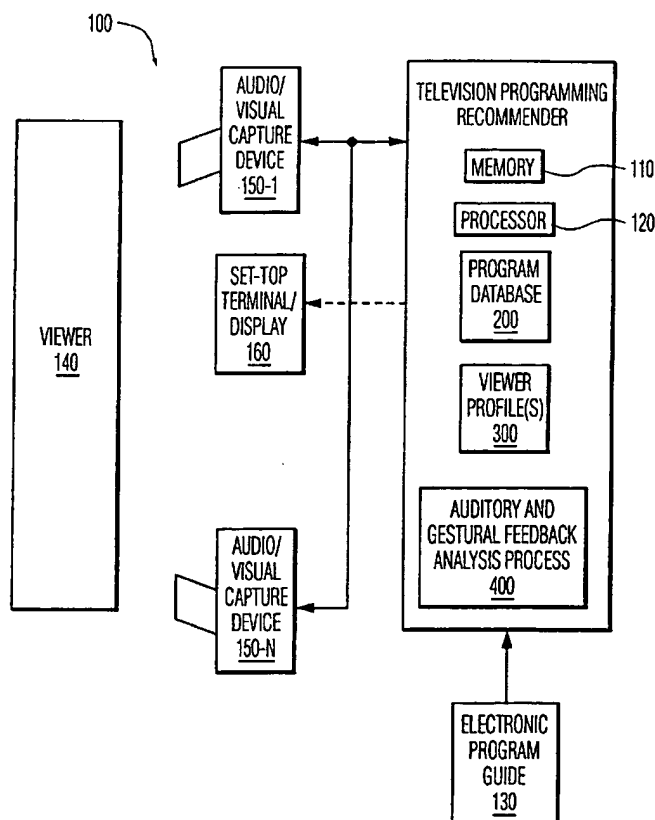 100
AUDIO/
VISUAL
CAPTURE
DEVICE
150-1
TELEVISION PROGRAMMING
RECOMMENDER
MEMORY
110
PROCESSOR
120
PROGRAM
DATABASE
200
VIEWER
140
SET-TOP
TERMINAL/
DISPLAY
160
VIEWER
PROFILE(S)
300
AUDITORY AND
GESTURAL FEEDBACK
ANALYSIS PROCESS
400
AUDIO/
VISUAL
CAPTURE
DEVICE
150-N
ELECTRONIC
PROGRAM
GUIDE
130